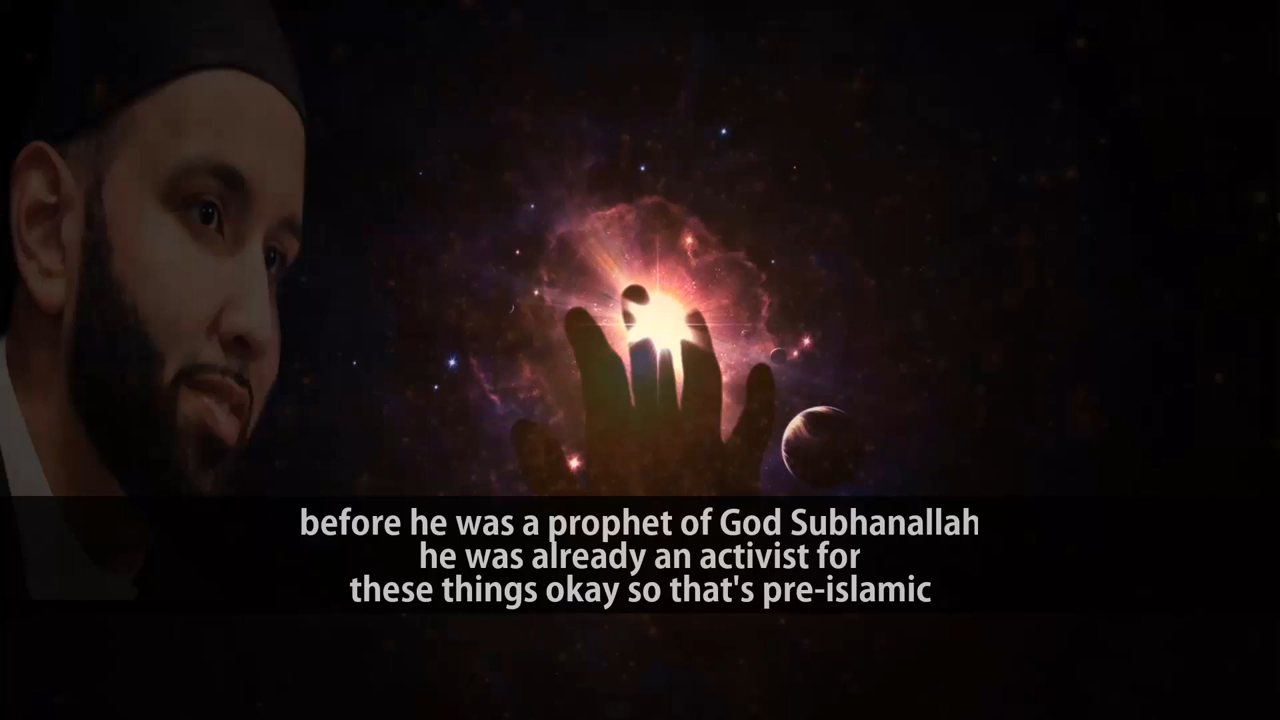 before he was a prophet of God Subhanallah
he was already an activist for
these things okay so that's pre-islamic